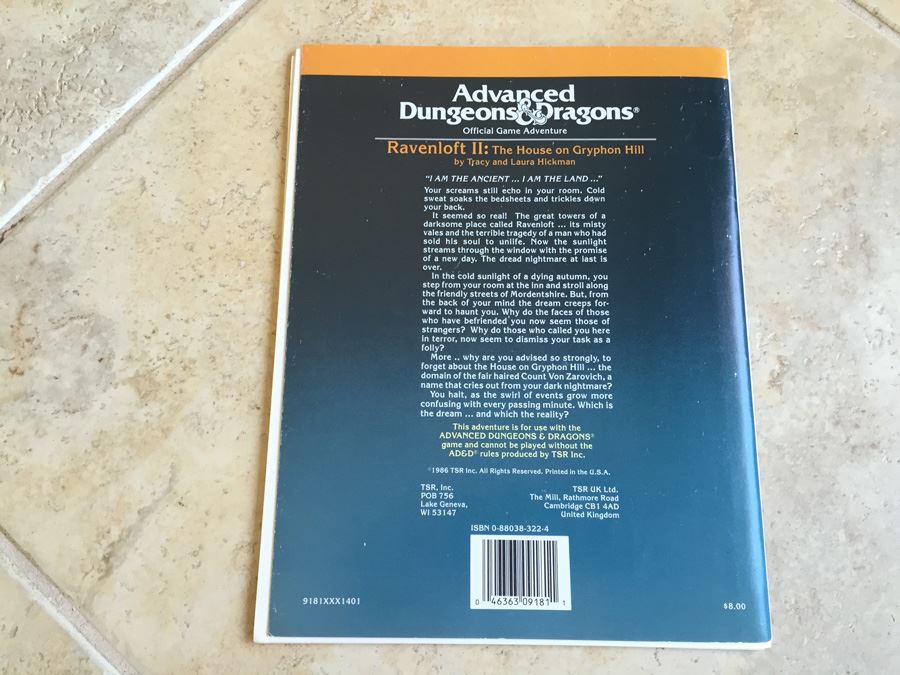 Advanced
Dungeons & Dragons®
Official Game Adventure
Ravenloft II: The House on Gryphon Hill
by Tracy and Laura Hickman
"I AM THE ANCIENT ... I AM THE LAND ..."
Your screams still echo in your room. Cold
sweat soaks the bedsheets and trickles down
your back.
It seemed so real! The great towers of a
darksome place called Ravenloft ... its misty
vales and the terrible tragedy of a man who had
sold his soul to unlife. Now the sunlight
streams through the window with the promise
of a new day. The dread nightmare at last is
over.
In the cold sunlight of a dying autumn, you
step from your room at the inn and stroll along
the friendly streets of Mordentshire. But, from
the back of your mind the dream creeps for-
ward to haunt you. Why do the faces of those
who have befriended you now seem those of
strangers? Why do those who called you here
in terror, now seem to dismiss your task as a
folly?
More .. why are you advised so strongly, to
forget about the House on Gryphon Hill ... the
domain of the fair haired Count Von Zarovich, a
name that cries out from your dark nightmare?
You halt, as the swirl of events grow more
confusing with every passing minute. Which is
the dream ... and which the reality?
This adventure is for use with the
ADVANCED DUNGEONS & DRAGONS®
game and cannot be played without the
AD&D® rules produced by TSR Inc.
©1986 TSR Inc. All Rights Reserved. Printed in the U.S.A.
TSR, Inc.
POB 756
Lake Geneva,
WI 53147
TSR UK Ltd.
The Mill, Rathmore Road
Cambridge CB1 4AD
United Kingdom
ISBN 0-88038-322-4
0 46363 09181 1
9181XXX1401
$8.00